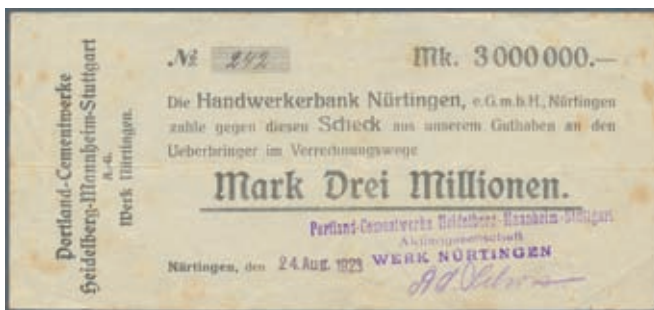 Portland-Cementwerke
Heidelberg-Mannheim-Stuttgart
A.-G.
Werk Nürtingen.
№ 242
Mk. 3000000.—
Die Handwerkerbank Nürtingen, e.G.m.b.H., Nürtingen
zahle gegen diesen Scheck aus unserem Guthaben an den
Ueberbringer im Verrechnungswege
Mark Drei Millionen.
Portland-Cementwerke Heidelberg-Mannheim-Stuttgart
Aktiengesellschaft
Nürtingen, den 24. Aug. 1923 WERK NÜRTINGEN